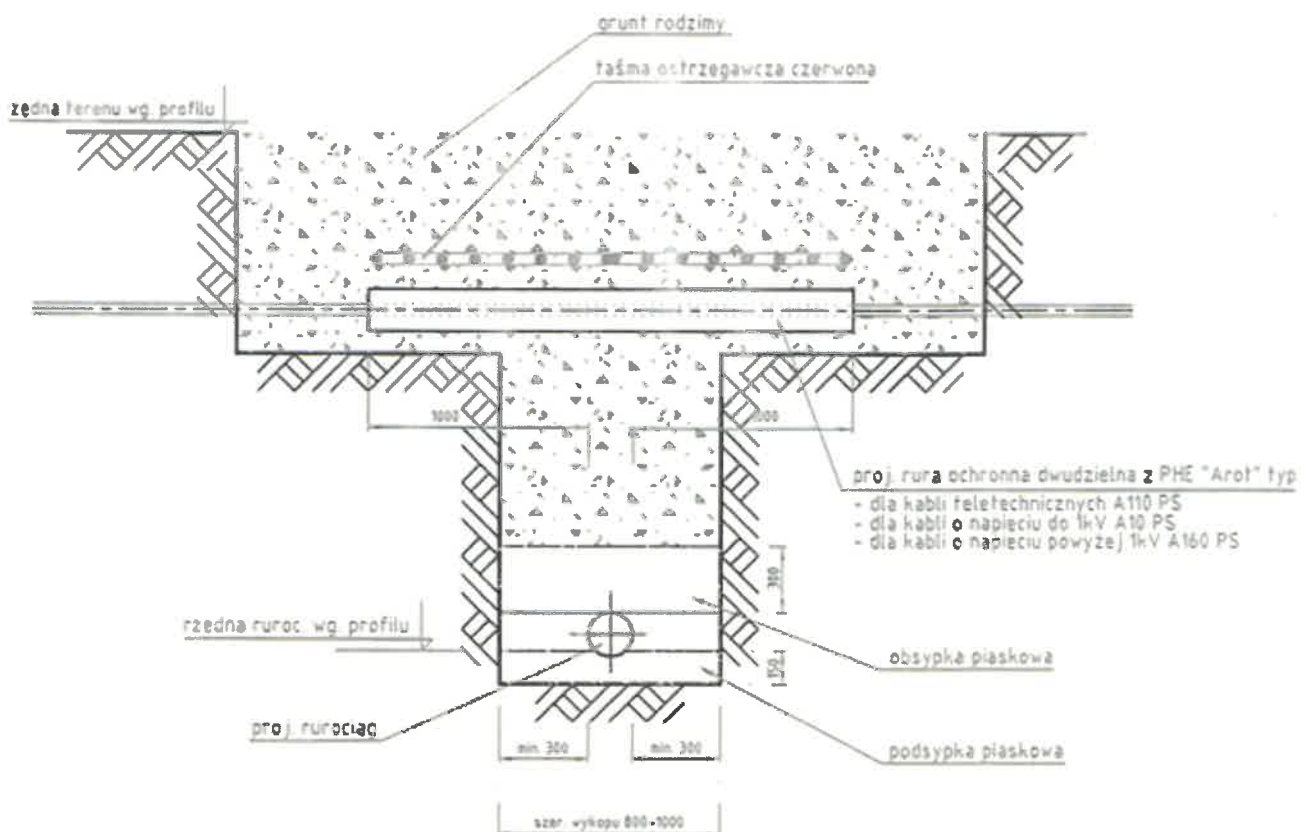 grunt rodzimy
taśma ostrzegawcza czerwona
zędna terenu wg. profilu
1000
proj. rura ochronna dwudzielna z PHE "Arot" typ
- dla kabli teletechnicznych A110 PS
- dla kabli o napięciu do 1kV A10 PS
- dla kabli o napięciu powyżej 1kV A160 PS
300
rzędna ruroc. wg. profilu
obsypka piaskowa
150
proj. rurociąg
min. 300
min. 300
podsypka piaskowa
szer. wykopu 800-1000